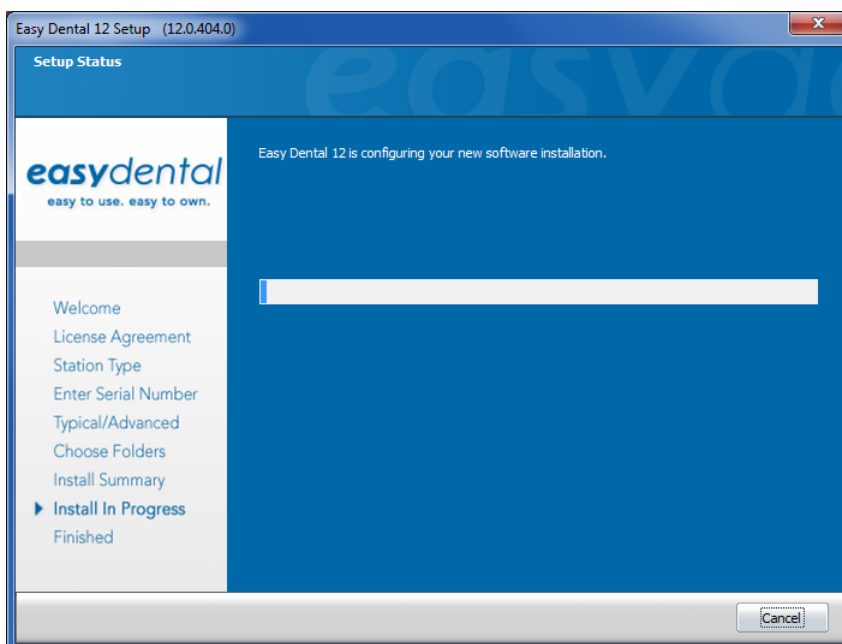 Easy Dental 12 Setup (12.0.404.0)
Setup Status
easydental
easy to use. easy to own.
Easy Dental 12 is configuring your new software installation.
Welcome
License Agreement
Station Type
Enter Serial Number
Typical/Advanced
Choose Folders
Install Summary
Install In Progress
Finished
Cancel